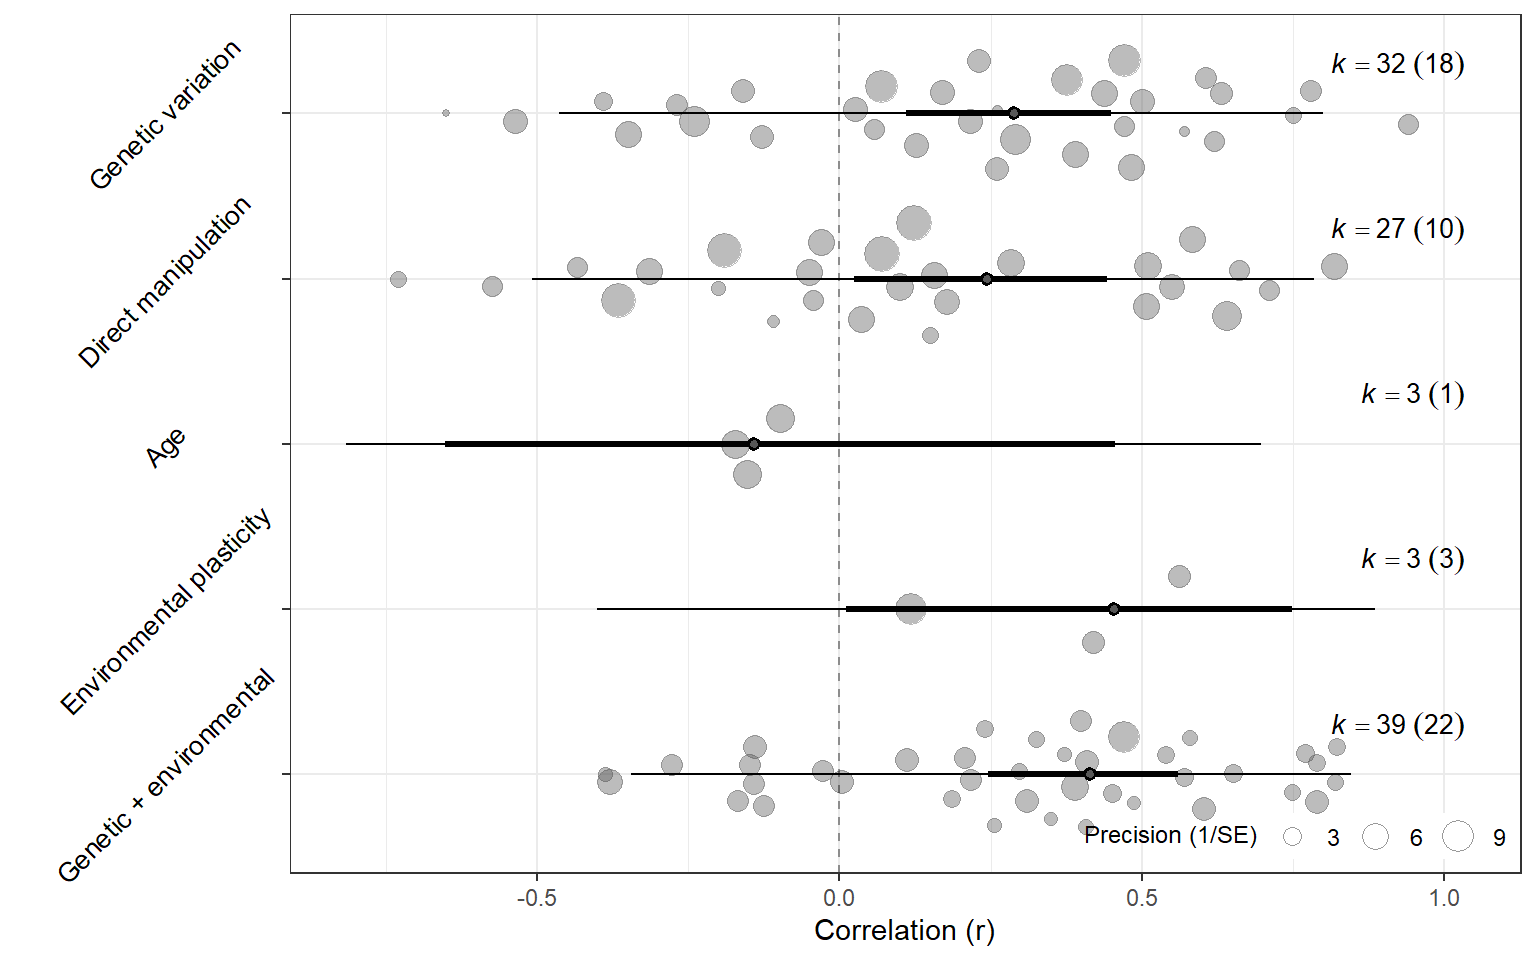 Genetic variation
k = 32 (18)
Direct manipulation
k = 27 (10)
Age
k = 3 (1)
Environmental plasticity
k = 3 (3)
Genetic + environmental
k = 39 (22)
Precision (1/SE) 3 6 9
-0.5 0.0 0.5 1.0
Correlation (r)